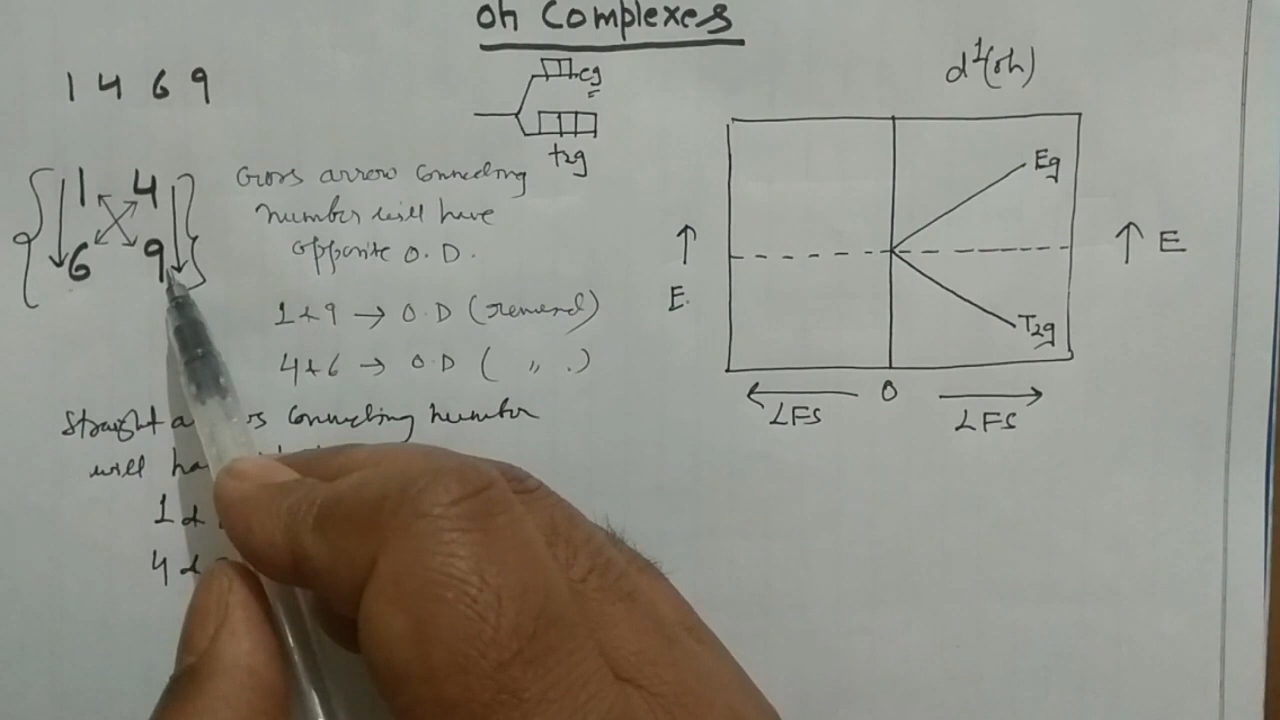 Oh Complexes
1 4 6 9
eg
t2g
1 4
6 9
Cross arrow connecting
number will have
opposite O.D.
1 & 9 → O.D (reversed)
4 & 6 → O.D ( " . )
Straight connecting number
will
1 &
4 &
d¹(oh)
Eg
T2g
↑
E.
↑ E
0
LFS
LFS